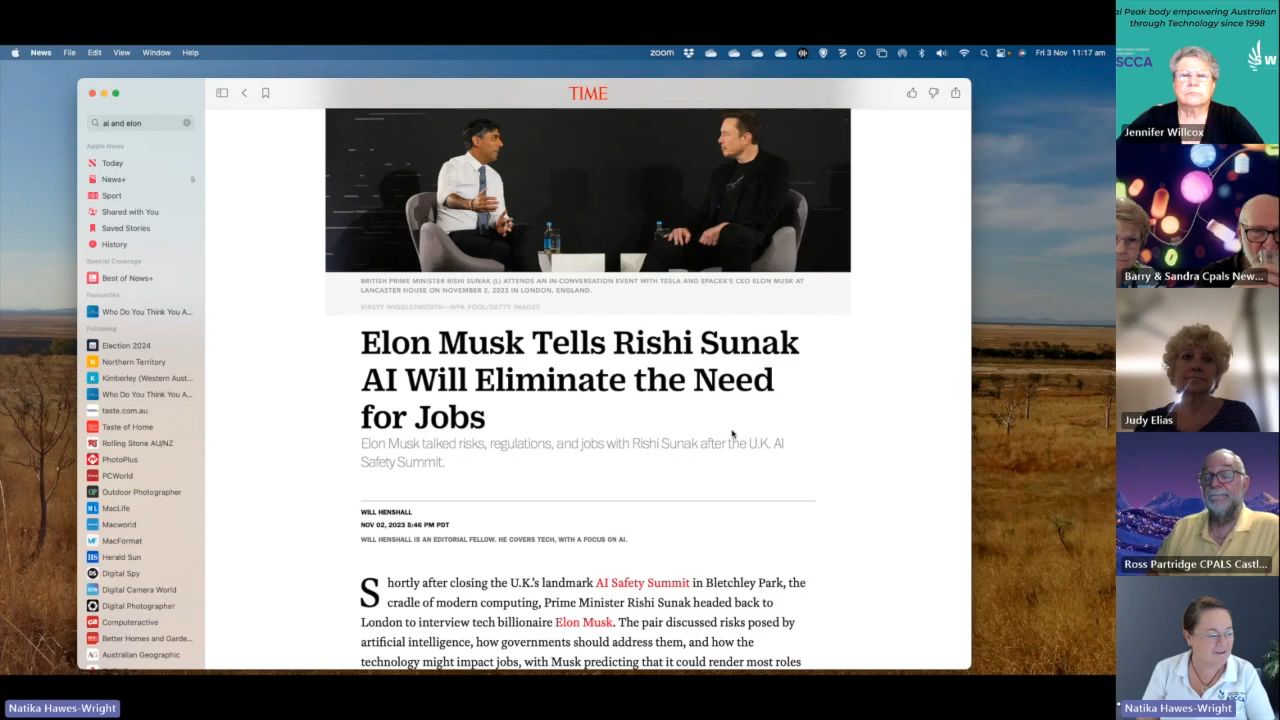 News File Edit View Window Help
zoom
Fri 3 Nov 11:17 am
ai and elon
Apple News
Today
News+ 5
Sport
Shared with You
Saved Stories
History
Special Coverage
Best of News+
Favourites
Who Do You Think You A...
Following
Election 2024
Northern Territory
Kimberley (Western Aust...
Who Do You Think You A...
taste.com.au
Taste of Home
Rolling Stone AU/NZ
PhotoPlus
PCWorld
Outdoor Photographer
MacLife
Macworld
MacFormat
Herald Sun
Digital Spy
Digital Camera World
Digital Photographer
Computeractive
Better Homes and Garde...
Australian Geographic
TIME
BRITISH PRIME MINISTER RISHI SUNAK (L) ATTENDS AN IN-CONVERSATION EVENT WITH TESLA AND SPACEX'S CEO ELON MUSK AT
LANCASTER HOUSE ON NOVEMBER 2, 2023 IN LONDON, ENGLAND.
KIRSTY WIGGLESWORTH—WPA POOL/GETTY IMAGES
Elon Musk Tells Rishi Sunak
AI Will Eliminate the Need
for Jobs
Elon Musk talked risks, regulations, and jobs with Rishi Sunak after the U.K. AI
Safety Summit.
WILL HENSHALL
NOV 02, 2023 5:46 PM PDT
WILL HENSHALL IS AN EDITORIAL FELLOW. HE COVERS TECH, WITH A FOCUS ON AI.
Shortly after closing the U.K.'s landmark AI Safety Summit in Bletchley Park, the
cradle of modern computing, Prime Minister Rishi Sunak headed back to
London to interview tech billionaire Elon Musk. The pair discussed risks posed by
artificial intelligence, how governments should address them, and how the
technology might impact jobs, with Musk predicting that it could render most roles
al Peak body empowering Australian
through Technology since 1998
SCCA
W
Jennifer Willcox
Barry & Sandra Cpals New...
Judy Elias
Ross Partridge CPALS Castl...
ASCCA
Natika Hawes-Wright
Natika Hawes-Wright